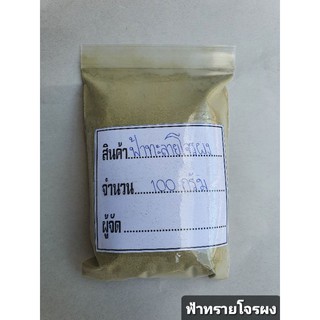 สินค้า...ฟ้าทะลายโจรผง
จำนวน...100 กรัม
ผู้จัด...
ฟ้าทรายโจรผง